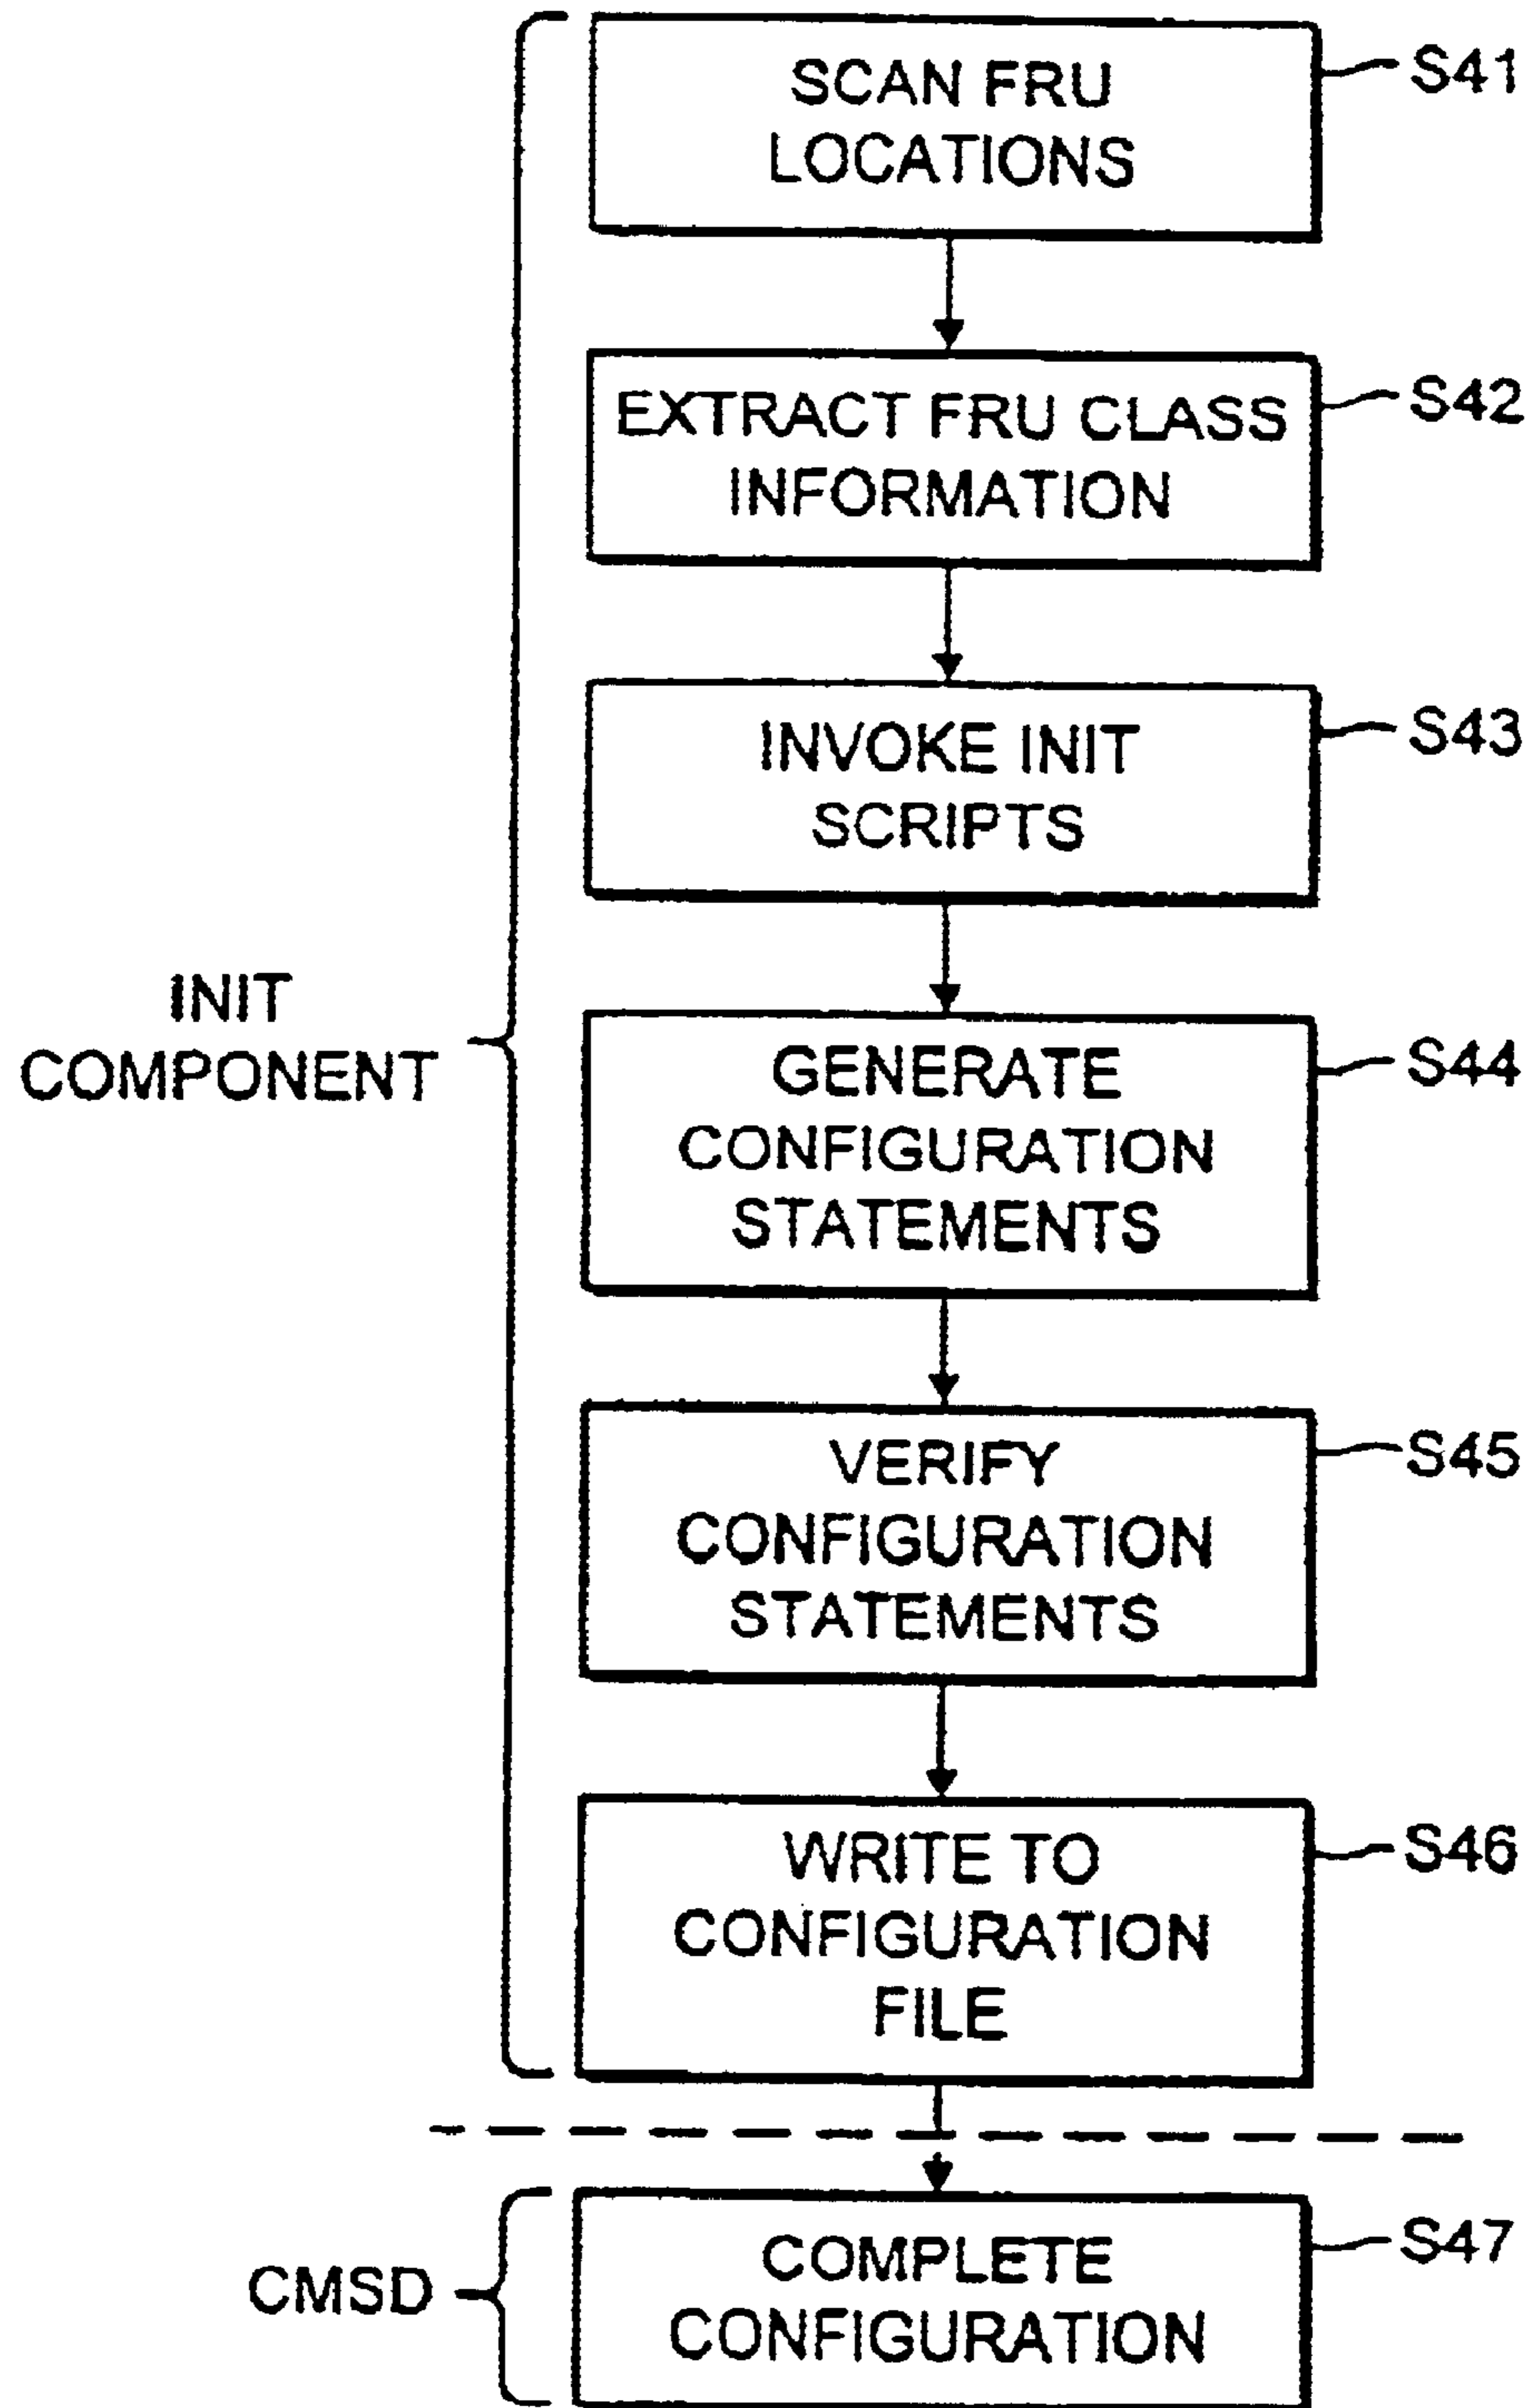 SCAN FRU
LOCATIONS
S41
EXTRACT FRU CLASS
INFORMATION
S42
INVOKE INIT
SCRIPTS
S43
INIT
COMPONENT
GENERATE
CONFIGURATION
STATEMENTS
S44
VERIFY
CONFIGURATION
STATEMENTS
S45
WRITE TO
CONFIGURATION
FILE
S46
CMSD
COMPLETE
CONFIGURATION
S47